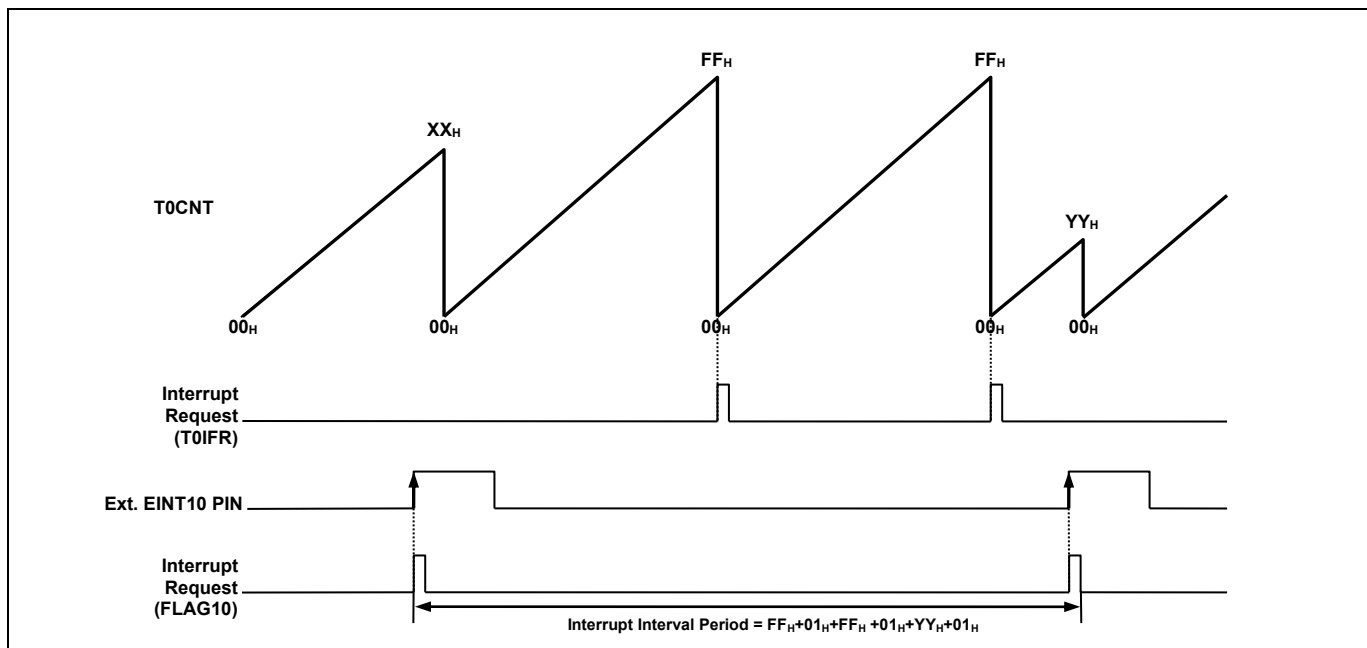 FFH FFH
XXH
T0CNT
YYH
00H 00H 00H 00H 00H
Interrupt
Request
(T0IFR)
Ext. EINT10 PIN
Interrupt
Request
(FLAG10)
Interrupt Interval Period = FFH+01H+FFH +01H+YYH+01H